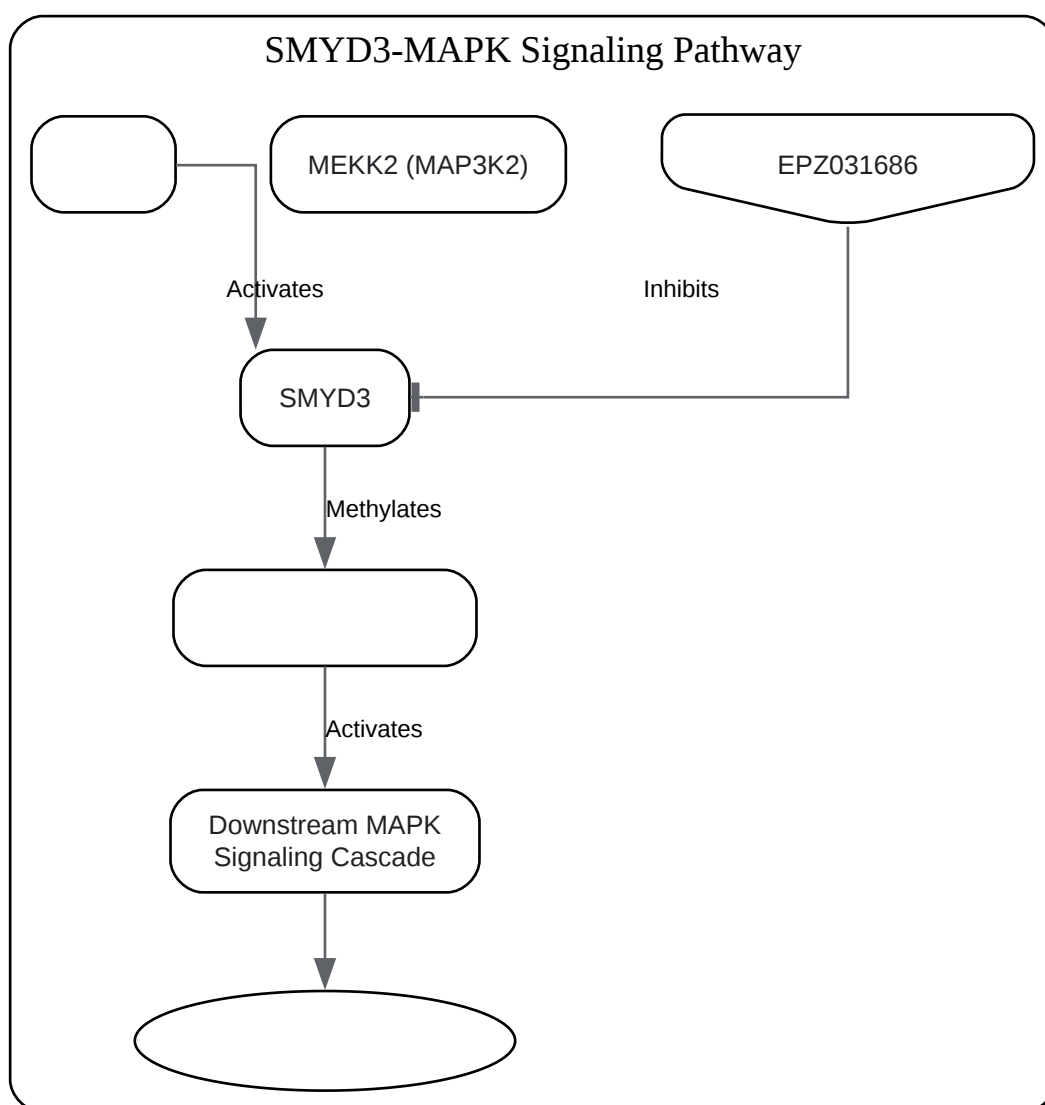 SMYD3-MAPK Signaling Pathway
MEKK2 (MAP3K2)
EPZ031686
Activates
Inhibits
SMYD3
Methylates
Activates
Downstream MAPK
Signaling Cascade